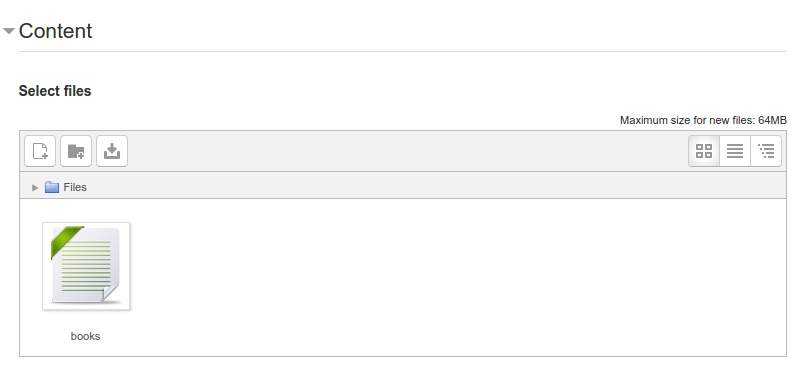 Content
Select files
Maximum size for new files: 64MB
Files
books